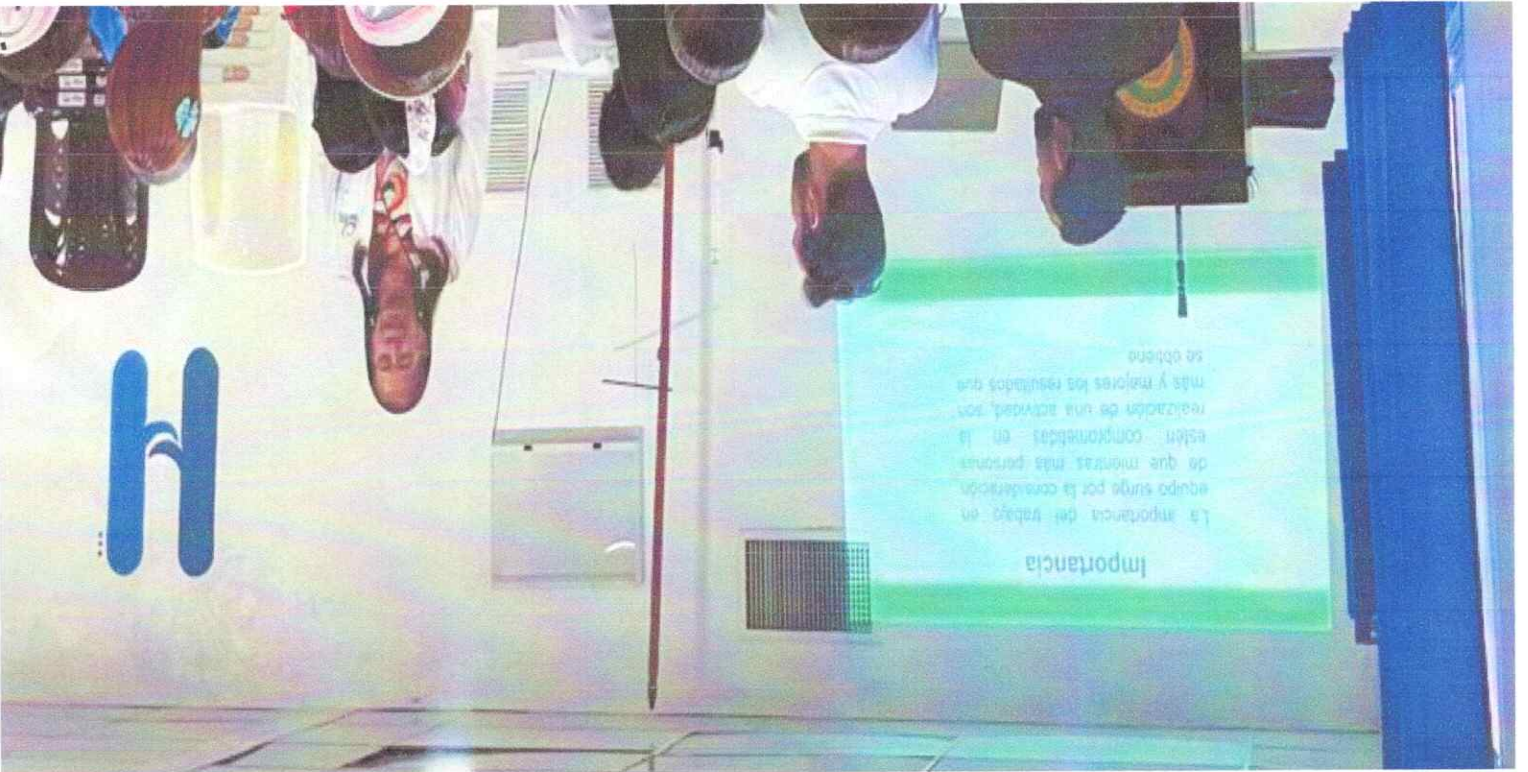 Importancia
La importancia del trabajo en
equipo surge por la consideración
de que mientras más personas
estén comprometidas en la
realización de una actividad, son
más y mejores los resultados que
se obtiene
H